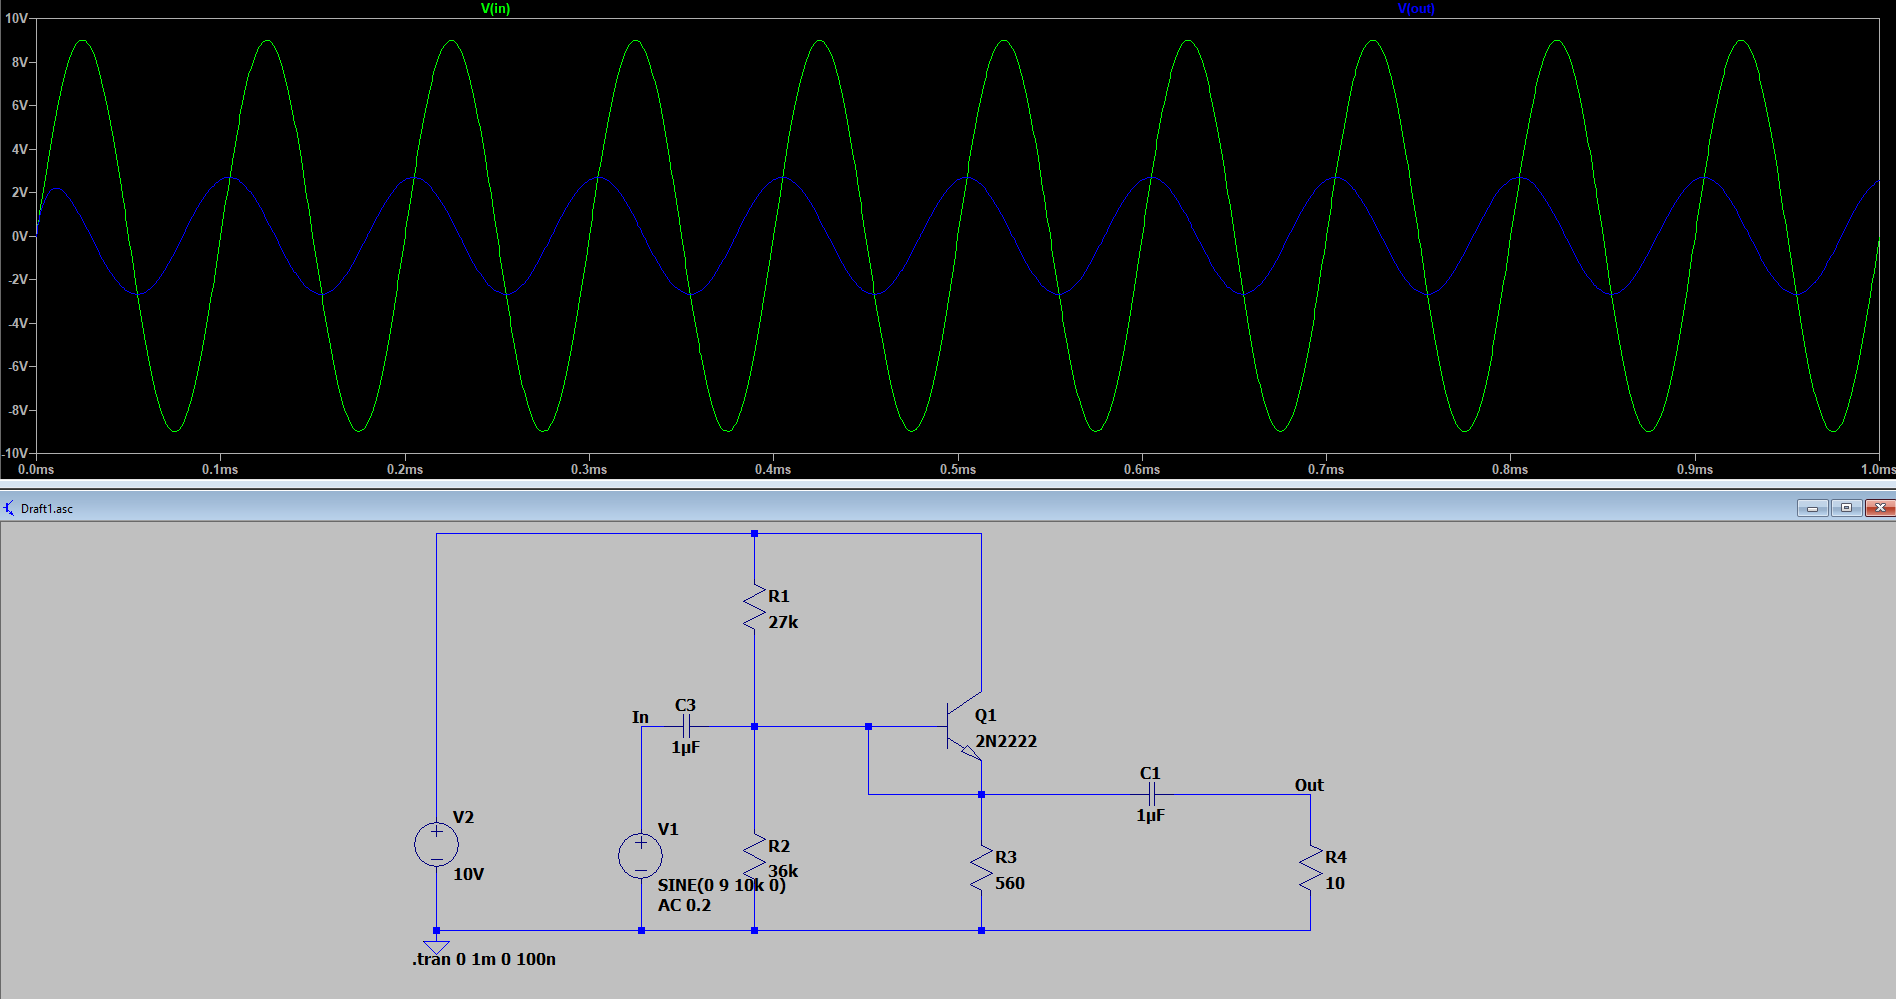 V(in) V(out)
10V
8V
6V
4V
2V
0V
-2V
-4V
-6V
-8V
-10V
0.0ms 0.1ms 0.2ms 0.3ms 0.4ms 0.5ms 0.6ms 0.7ms 0.8ms 0.9ms 1.0ms
Draft1.asc
R1
27k
C3
In
1µF
Q1
2N2222
C1
Out
1µF
V2
10V
V1
SINE(0 9 10k 0)
AC 0.2
R2
36k
R3
560
R4
10
.tran 0 1m 0 100n